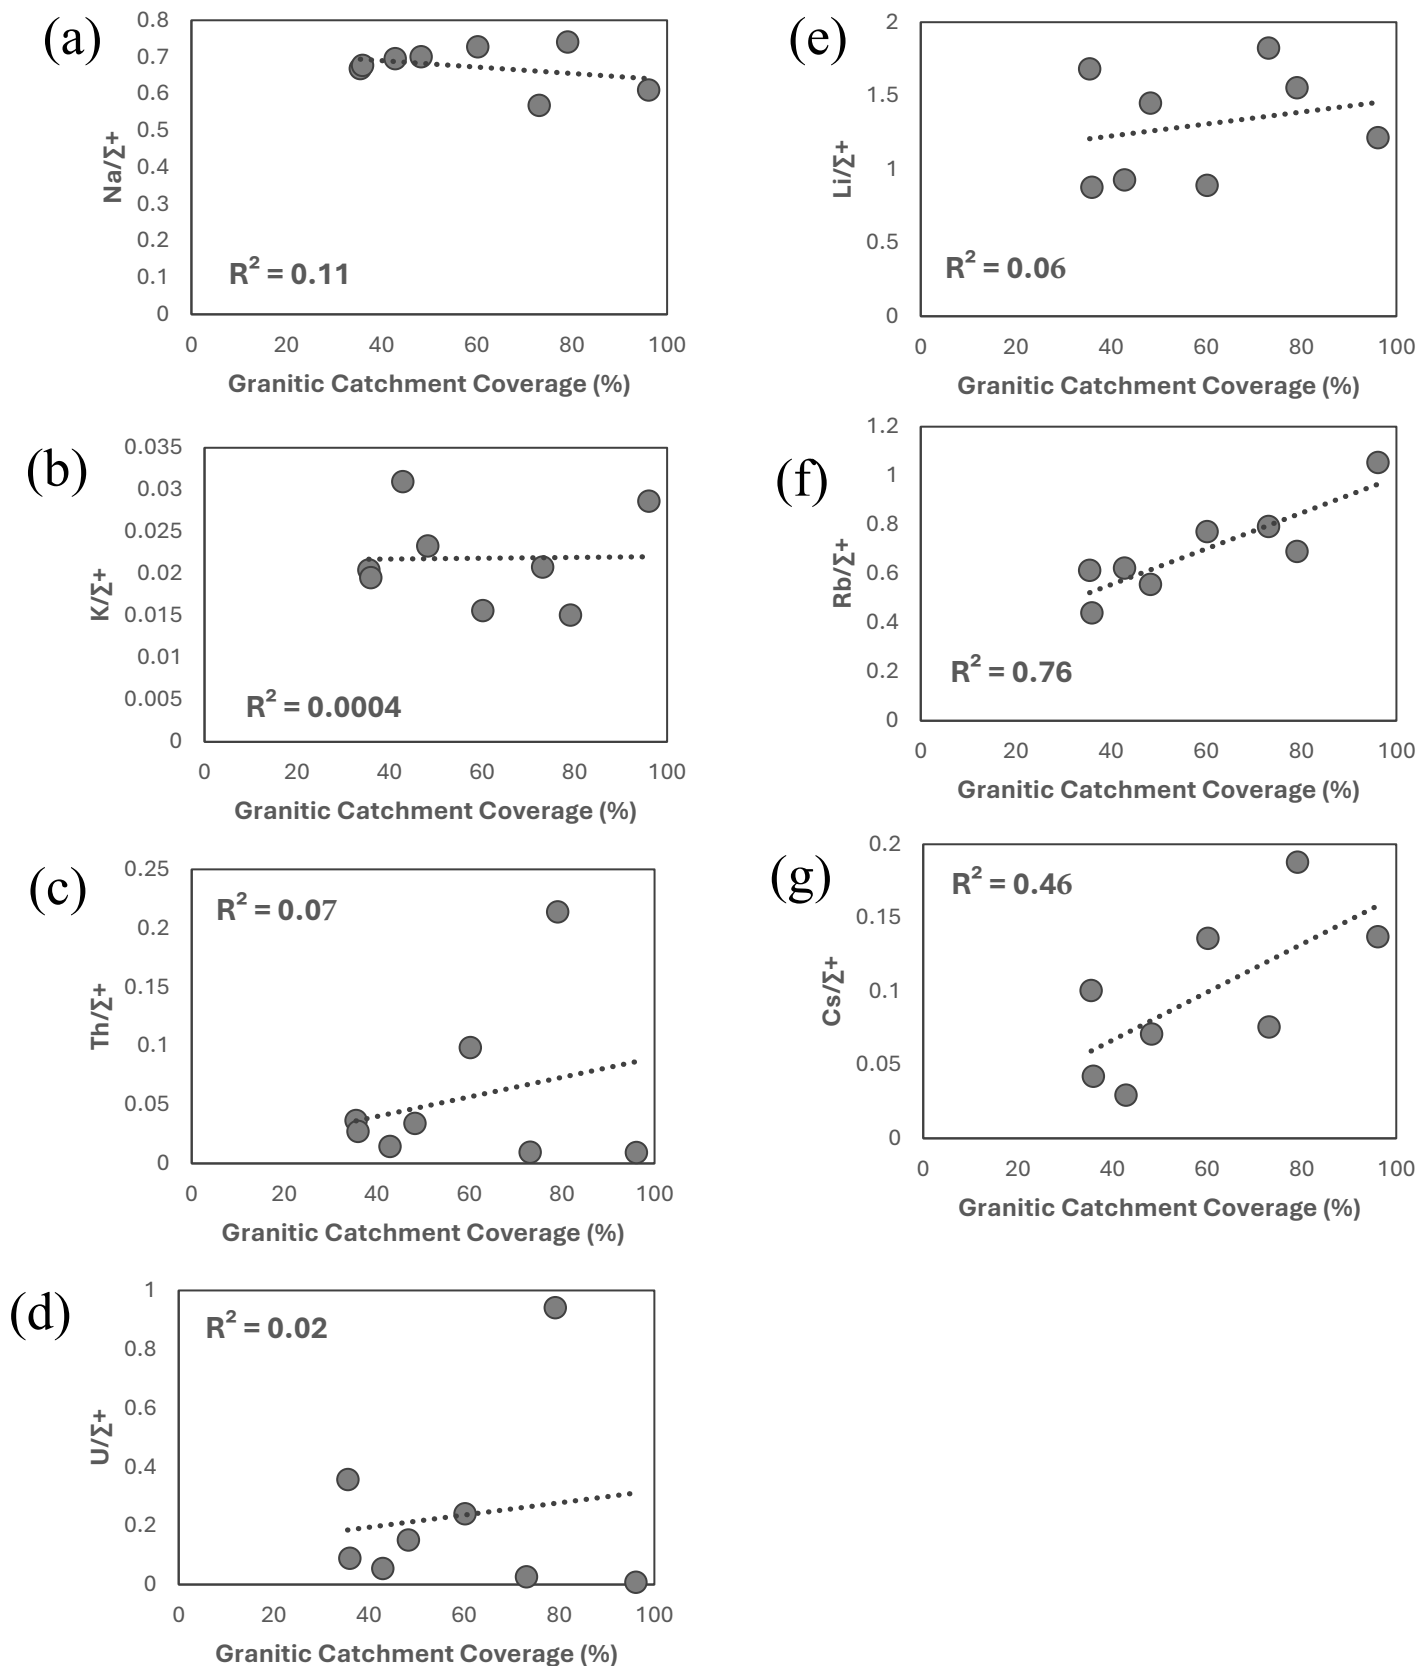 (a)
Na/∑+
0.8
0.7
0.6
0.5
0.4
0.3
0.2
0.1
0
R² = 0.11
0 20 40 60 80 100
Granitic Catchment Coverage (%)
(b)
K/∑+
0.035
0.03
0.025
0.02
0.015
0.01
0.005
0
R² = 0.0004
0 20 40 60 80 100
Granitic Catchment Coverage (%)
(c)
Th/∑+
0.25
0.2
0.15
0.1
0.05
0
R² = 0.07
0 20 40 60 80 100
Granitic Catchment Coverage (%)
(d)
U/∑+
1
0.8
0.6
0.4
0.2
0
R² = 0.02
0 20 40 60 80 100
Granitic Catchment Coverage (%)
(e)
Li/∑+
2
1.5
1
0.5
0
R² = 0.06
0 20 40 60 80 100
Granitic Catchment Coverage (%)
(f)
Rb/∑+
1.2
1
0.8
0.6
0.4
0.2
0
R² = 0.76
0 20 40 60 80 100
Granitic Catchment Coverage (%)
(g)
Cs/∑+
0.2
0.15
0.1
0.05
0
R² = 0.46
0 20 40 60 80 100
Granitic Catchment Coverage (%)